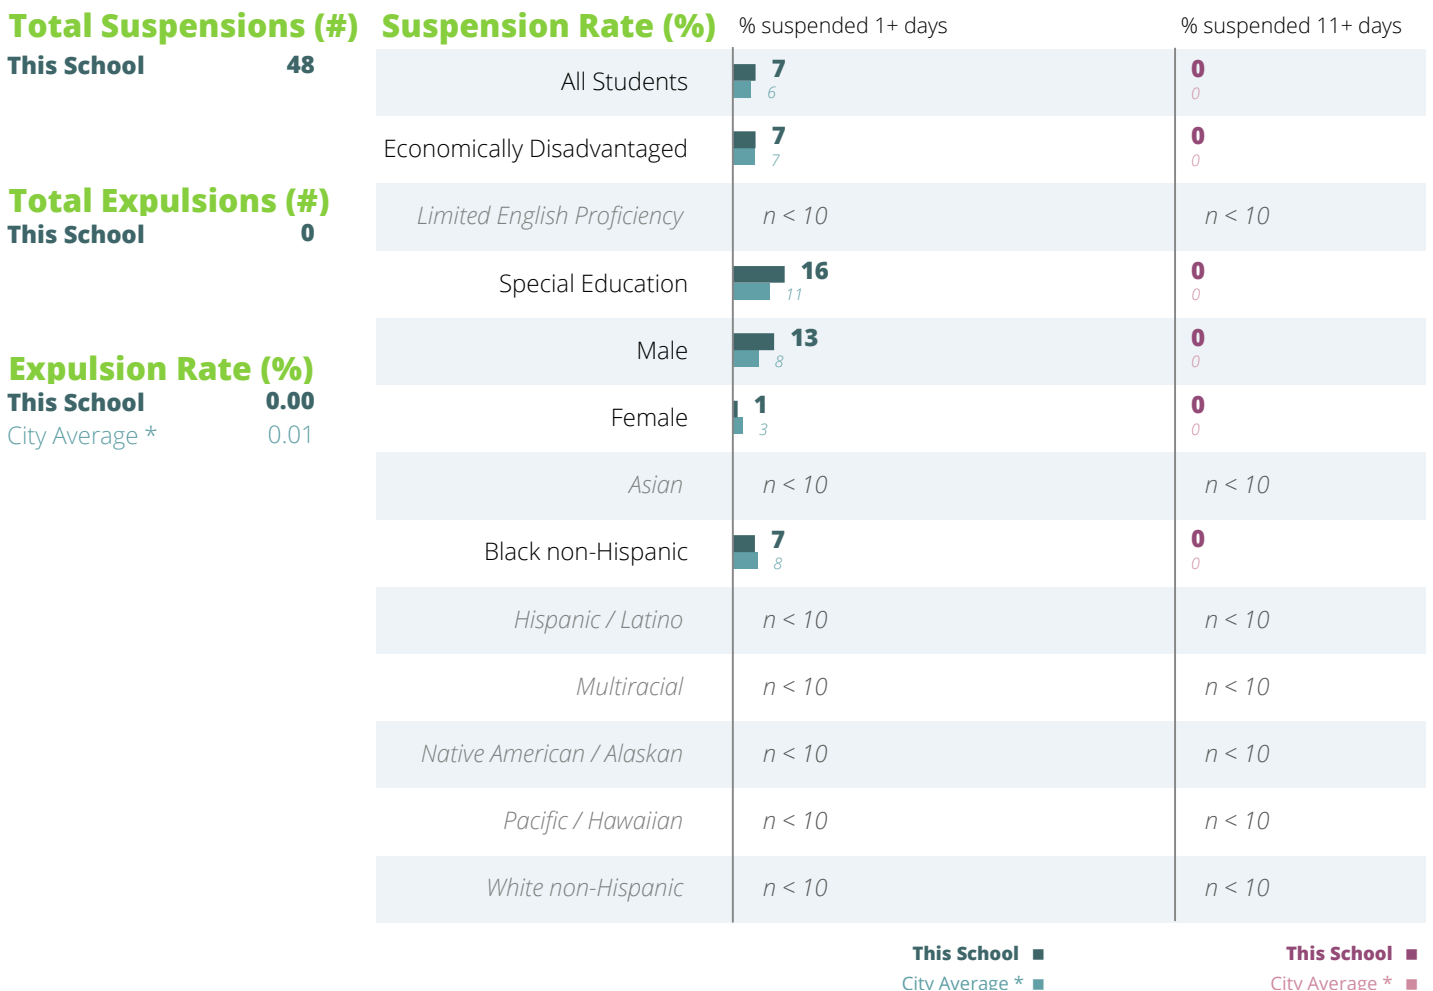 Total Suspensions (#)
This School 48
Total Expulsions (#)
This School 0
Expulsion Rate (%)
This School 0.00
City Average * 0.01
Suspension Rate (%) % suspended 1+ days % suspended 11+ days
All Students 7 0
6 0
Economically Disadvantaged 7 0
7 0
Limited English Proficiency n < 10 n < 10
Special Education 16 0
11 0
Male 13 0
8 0
Female 1 0
3 0
Asian n < 10 n < 10
Black non-Hispanic 7 0
8 0
Hispanic / Latino n < 10 n < 10
Multiracial n < 10 n < 10
Native American / Alaskan n < 10 n < 10
Pacific / Hawaiian n < 10 n < 10
White non-Hispanic n < 10 n < 10
This School This School
City Average * City Average *